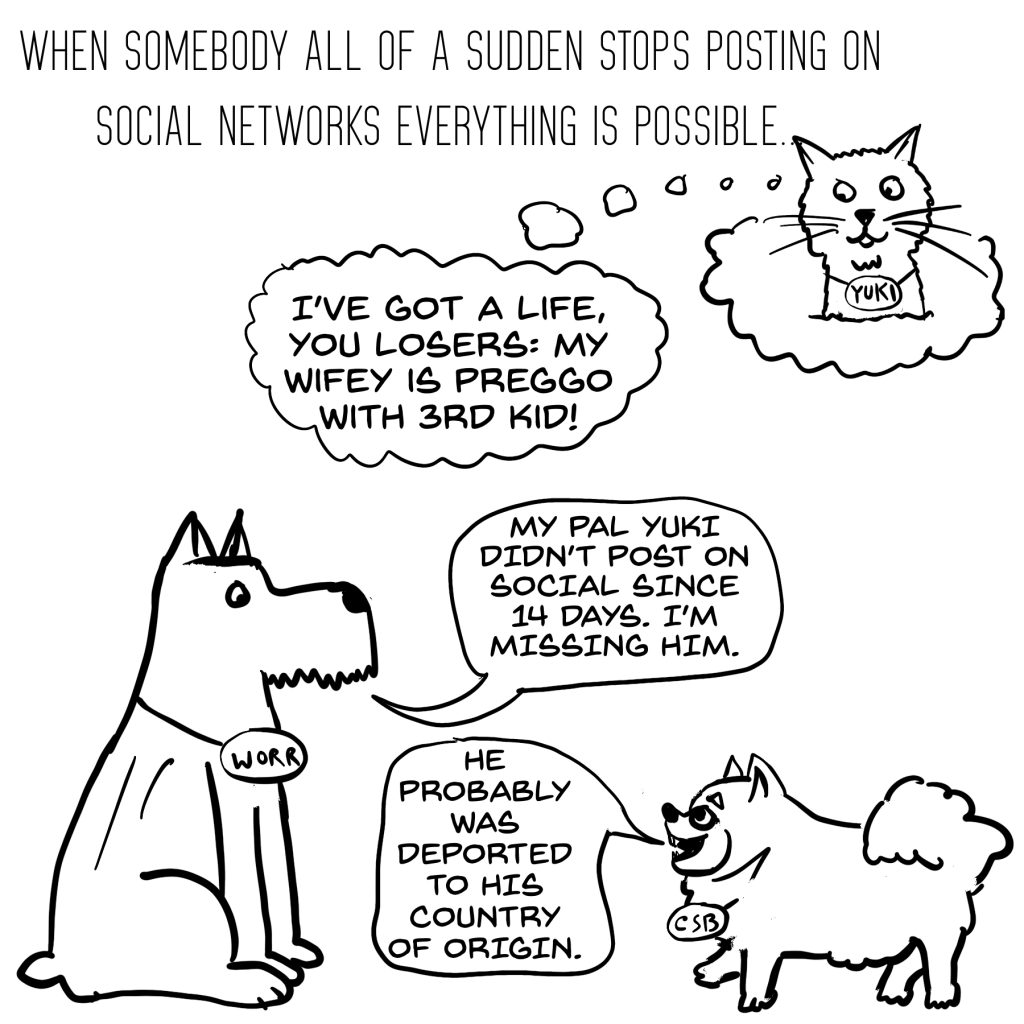 WHEN SOMEBODY ALL OF A SUDDEN STOPS POSTING ON
SOCIAL NETWORKS EVERYTHING IS POSSIBLE...
YUKI
I'VE GOT A LIFE,
YOU LOSERS: MY
WIFEY IS PREGGO
WITH 3RD KID!
MY PAL YUKI
DIDN'T POST ON
SOCIAL SINCE
14 DAYS. I'M
MISSING HIM.
WORR
HE
PROBABLY
WAS
DEPORTED
TO HIS
COUNTRY
OF ORIGIN.
CSB